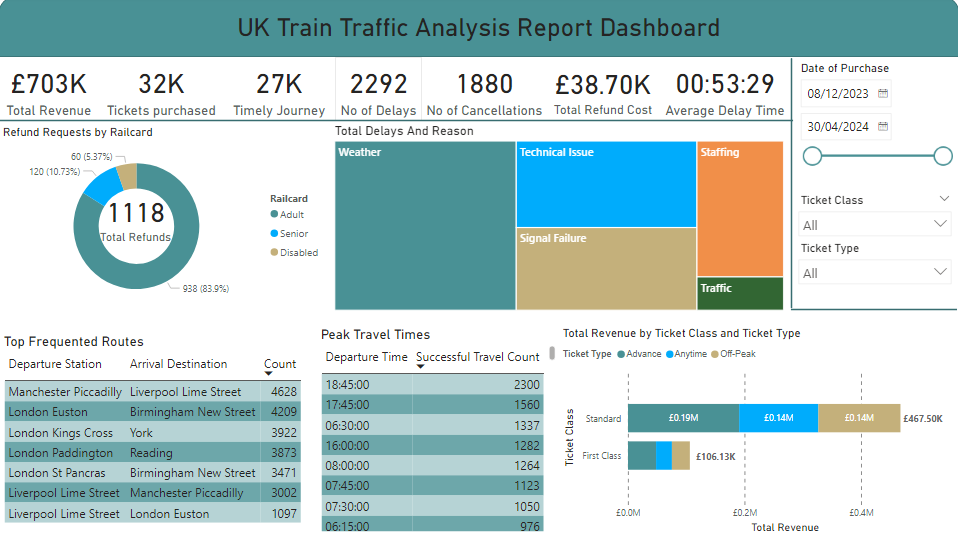 UK Train Traffic Analysis Report Dashboard
£703K
Total Revenue
32K
Tickets purchased
27K
Timely Journey
2292
No of Delays
1880
No of Cancellations
£38.70K
Total Refund Cost
00:53:29
Average Delay Time
Date of Purchase
08/12/2023
30/04/2024
Ticket Class
All
Ticket Type
All
Refund Requests by Railcard
60 (5.37%)
120 (10.73%)
1118
Total Refunds
938 (83.9%)
Railcard
Adult
Senior
Disabled
Total Delays And Reason
Weather
Technical Issue
Signal Failure
Staffing
Traffic
Top Frequented Routes
Departure Station Arrival Destination Count
Manchester Piccadilly Liverpool Lime Street 4628
London Euston Birmingham New Street 4209
London Kings Cross York 3922
London Paddington Reading 3873
London St Pancras Birmingham New Street 3471
Liverpool Lime Street Manchester Piccadilly 3002
Liverpool Lime Street London Euston 1097
Peak Travel Times
Departure Time Successful Travel Count
18:45:00 2300
17:45:00 1560
06:30:00 1337
16:00:00 1282
08:00:00 1264
07:45:00 1123
07:30:00 1050
06:15:00 976
Total Revenue by Ticket Class and Ticket Type
Ticket Type Advance Anytime Off-Peak
Ticket Class
Standard £0.19M £0.14M £0.14M £467.50K
First Class £106.13K
£0.0M £0.2M £0.4M
Total Revenue